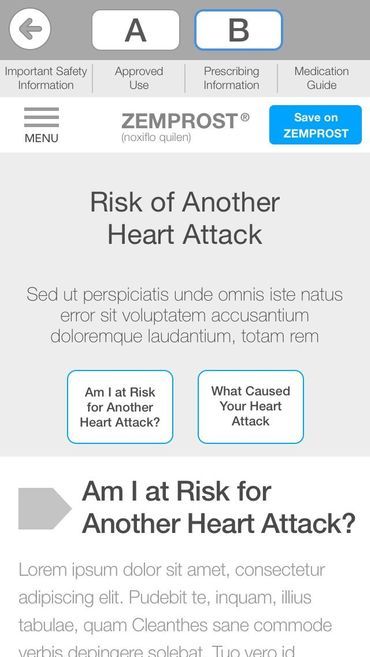 A
B
Important Safety Information
Approved Use
Prescribing Information
Medication Guide
MENU
ZEMPROST®
(noxiflo quilen)
Save on
ZEMPROST
Risk of Another
Heart Attack
Sed ut perspiciatis unde omnis iste natus
error sit voluptatem accusantium
doloremque laudantium, totam rem
Am I at Risk
for Another
Heart Attack?
What Caused
Your Heart
Attack
Am I at Risk for
Another Heart Attack?
Lorem ipsum dolor sit amet, consectetur
adipiscing elit. Pudebit te, inquam, illius
tabulae, quam Cleanthes sane commode
verbis depingere solebat. Tuo vero id